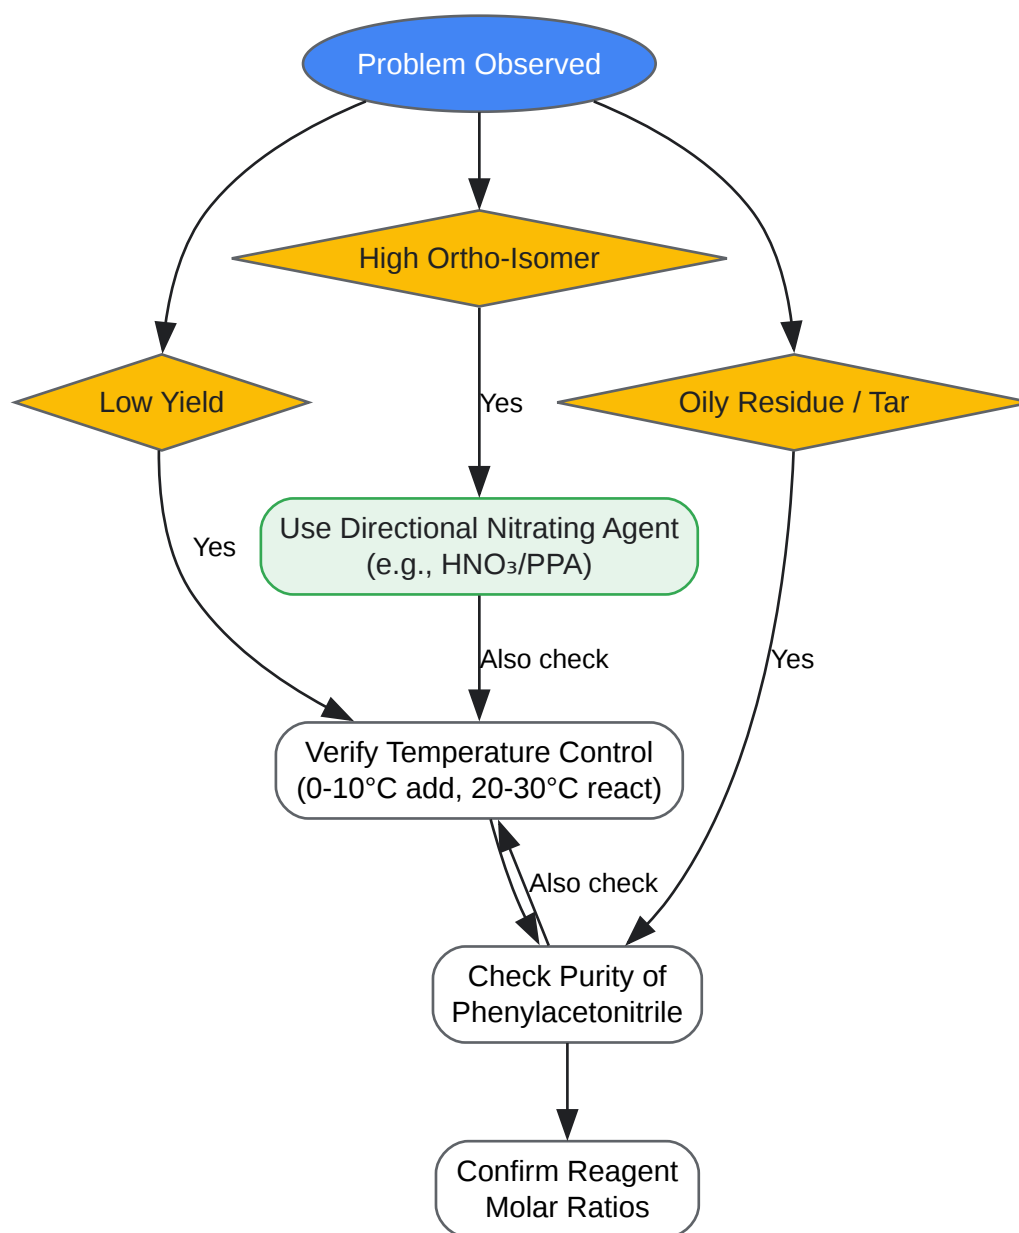 Problem Observed
High Ortho-Isomer
Low Yield
Yes
Oily Residue / Tar
Use Directional Nitrating Agent
(e.g., HNO₃/PPA)
Yes
Also check
Yes
Verify Temperature Control
(0-10°C add, 20-30°C react)
Also check
Check Purity of
Phenylacetonitrile
Confirm Reagent
Molar Ratios